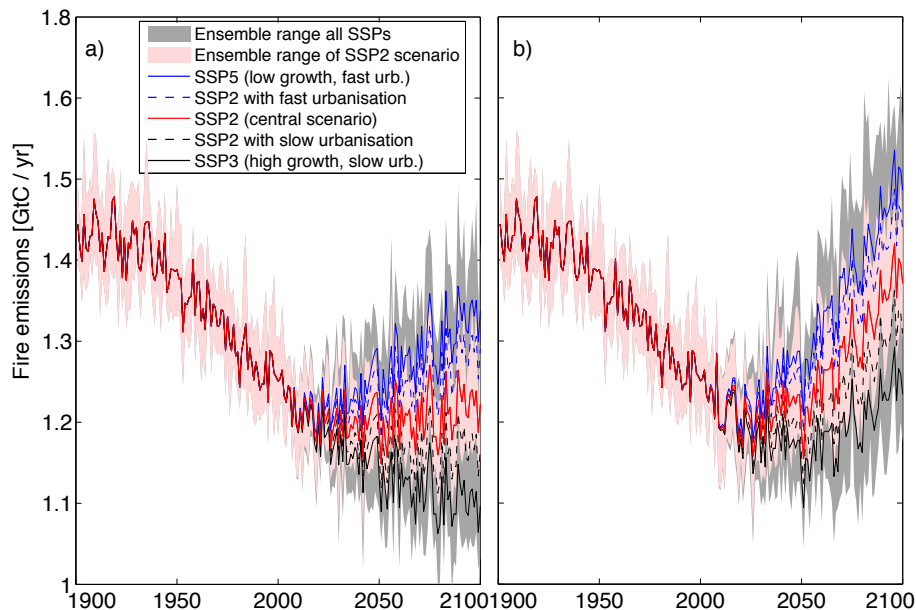 1.8
a)
Ensemble range all SSPs
Ensemble range of SSP2 scenario
SSP5 (low growth, fast urb.)
SSP2 with fast urbanisation
SSP2 (central scenario)
SSP2 with slow urbanisation
SSP3 (high growth, slow urb.)
b)
1.7
1.6
1.5
1.4
1.3
1.2
1.1
1
Fire emissions [GtC / yr]
1900 1950 2000 2050 2100
1900 1950 2000 2050 2100